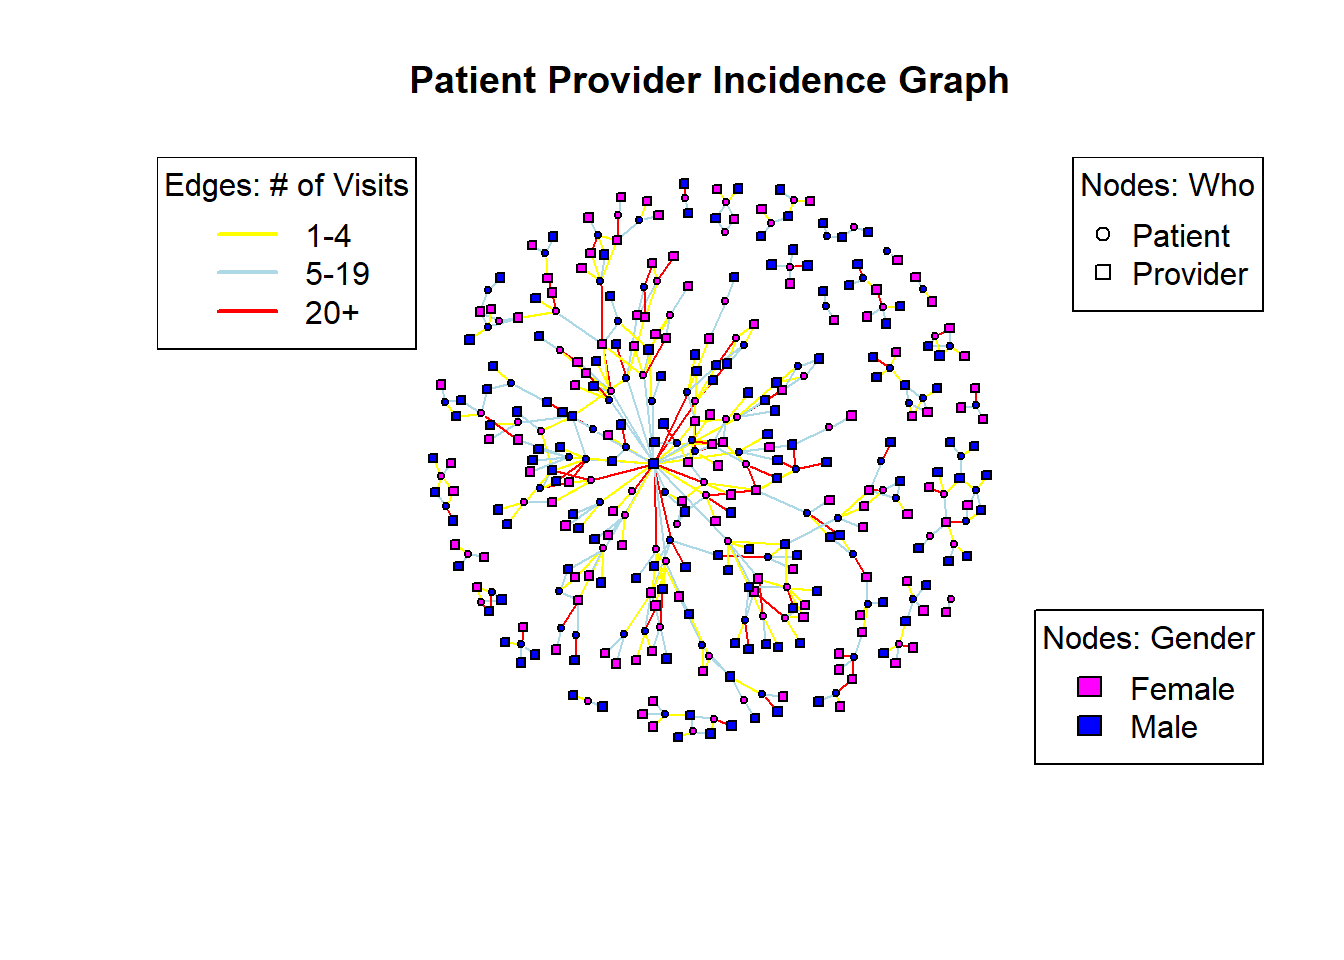 Patient Provider Incidence Graph
Edges: # of Visits
1-4
5-19
20+
Nodes: Who
Patient
Provider
Nodes: Gender
Female
Male